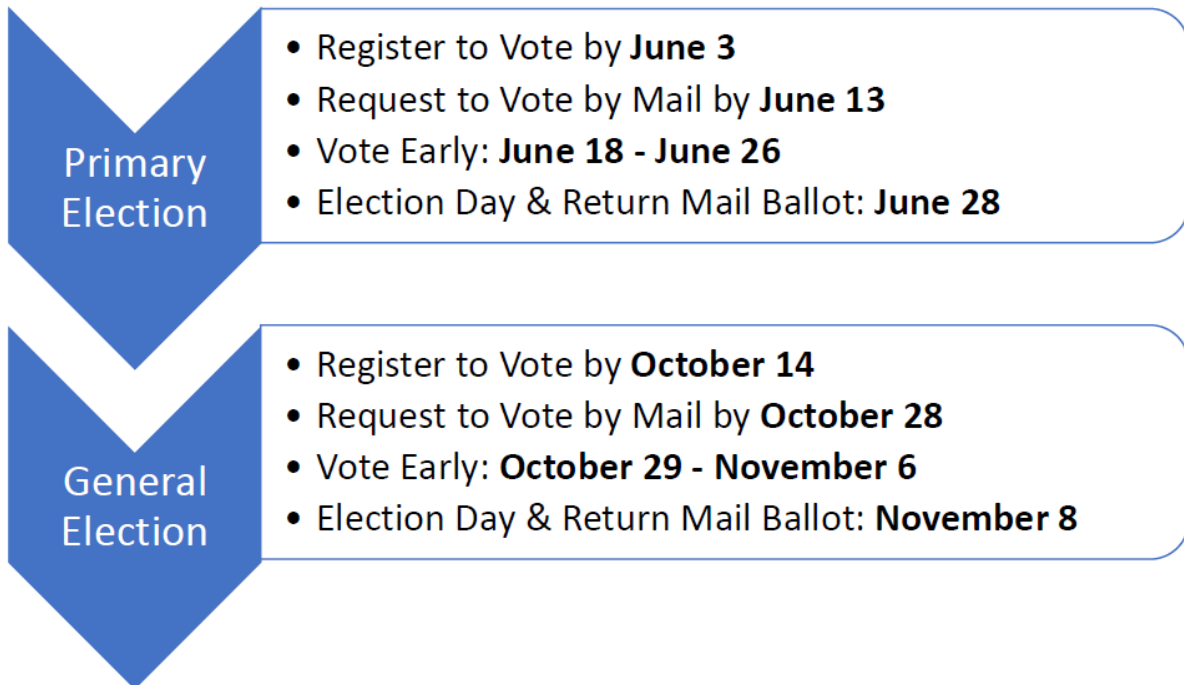 Primary
Election
• Register to Vote by June 3
• Request to Vote by Mail by June 13
• Vote Early: June 18 - June 26
• Election Day & Return Mail Ballot: June 28
General
Election
• Register to Vote by October 14
• Request to Vote by Mail by October 28
• Vote Early: October 29 - November 6
• Election Day & Return Mail Ballot: November 8